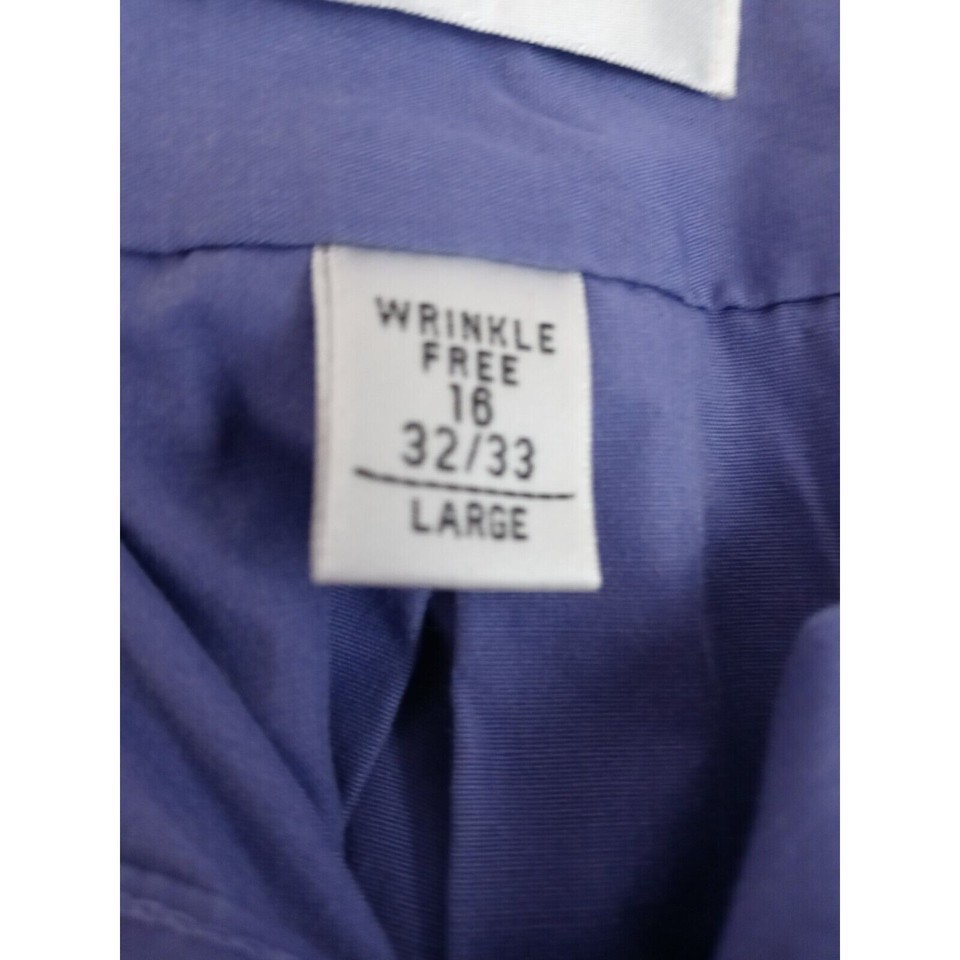 WRINKLE
FREE
16
32/33
LARGE